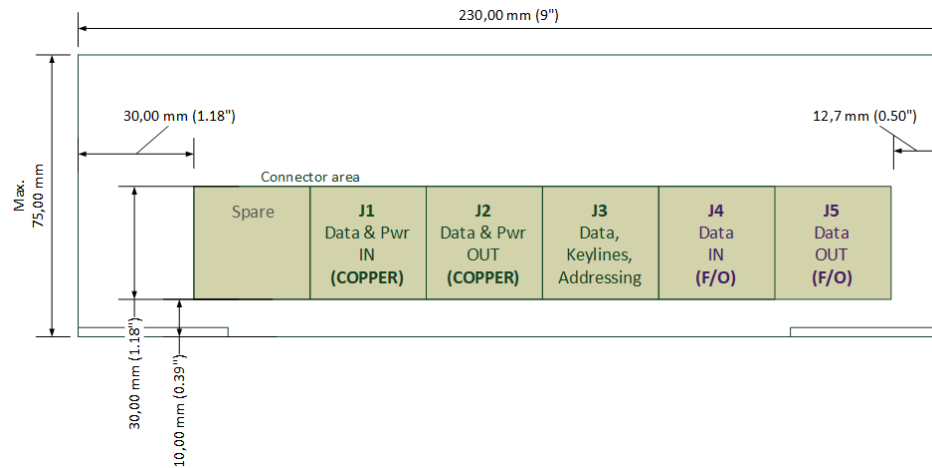 230,00 mm (9")
30,00 mm (1.18")
12,7 mm (0.50")
Max.
75,00 mm
Connector area
Spare
J1
Data & Pwr
IN
(COPPER)
J2
Data & Pwr
OUT
(COPPER)
J3
Data,
Keylines,
Addressing
J4
Data
IN
(F/O)
J5
Data
OUT
(F/O)
30,00 mm (1.18")
10,00 mm (0.39")